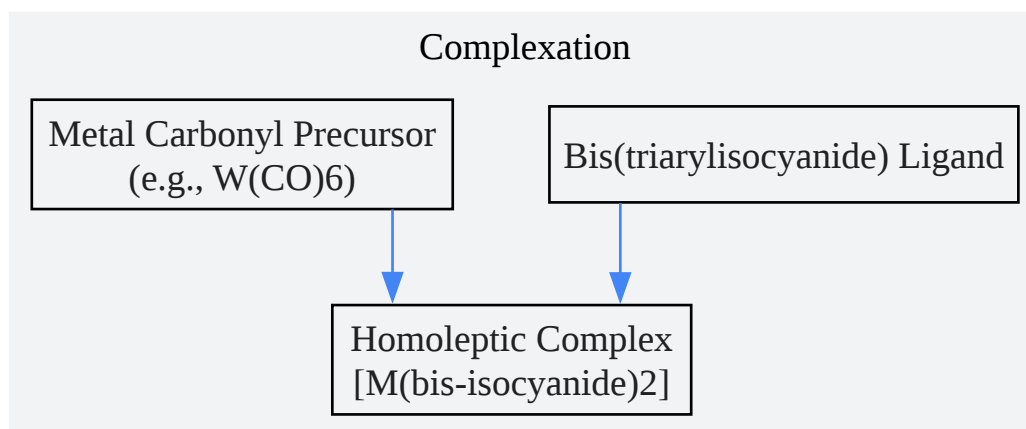 Complexation
Metal Carbonyl Precursor
(e.g., W(CO)6)
Bis(triarylisocyanide) Ligand
Homoleptic Complex
[M(bis-isocyanide)2]